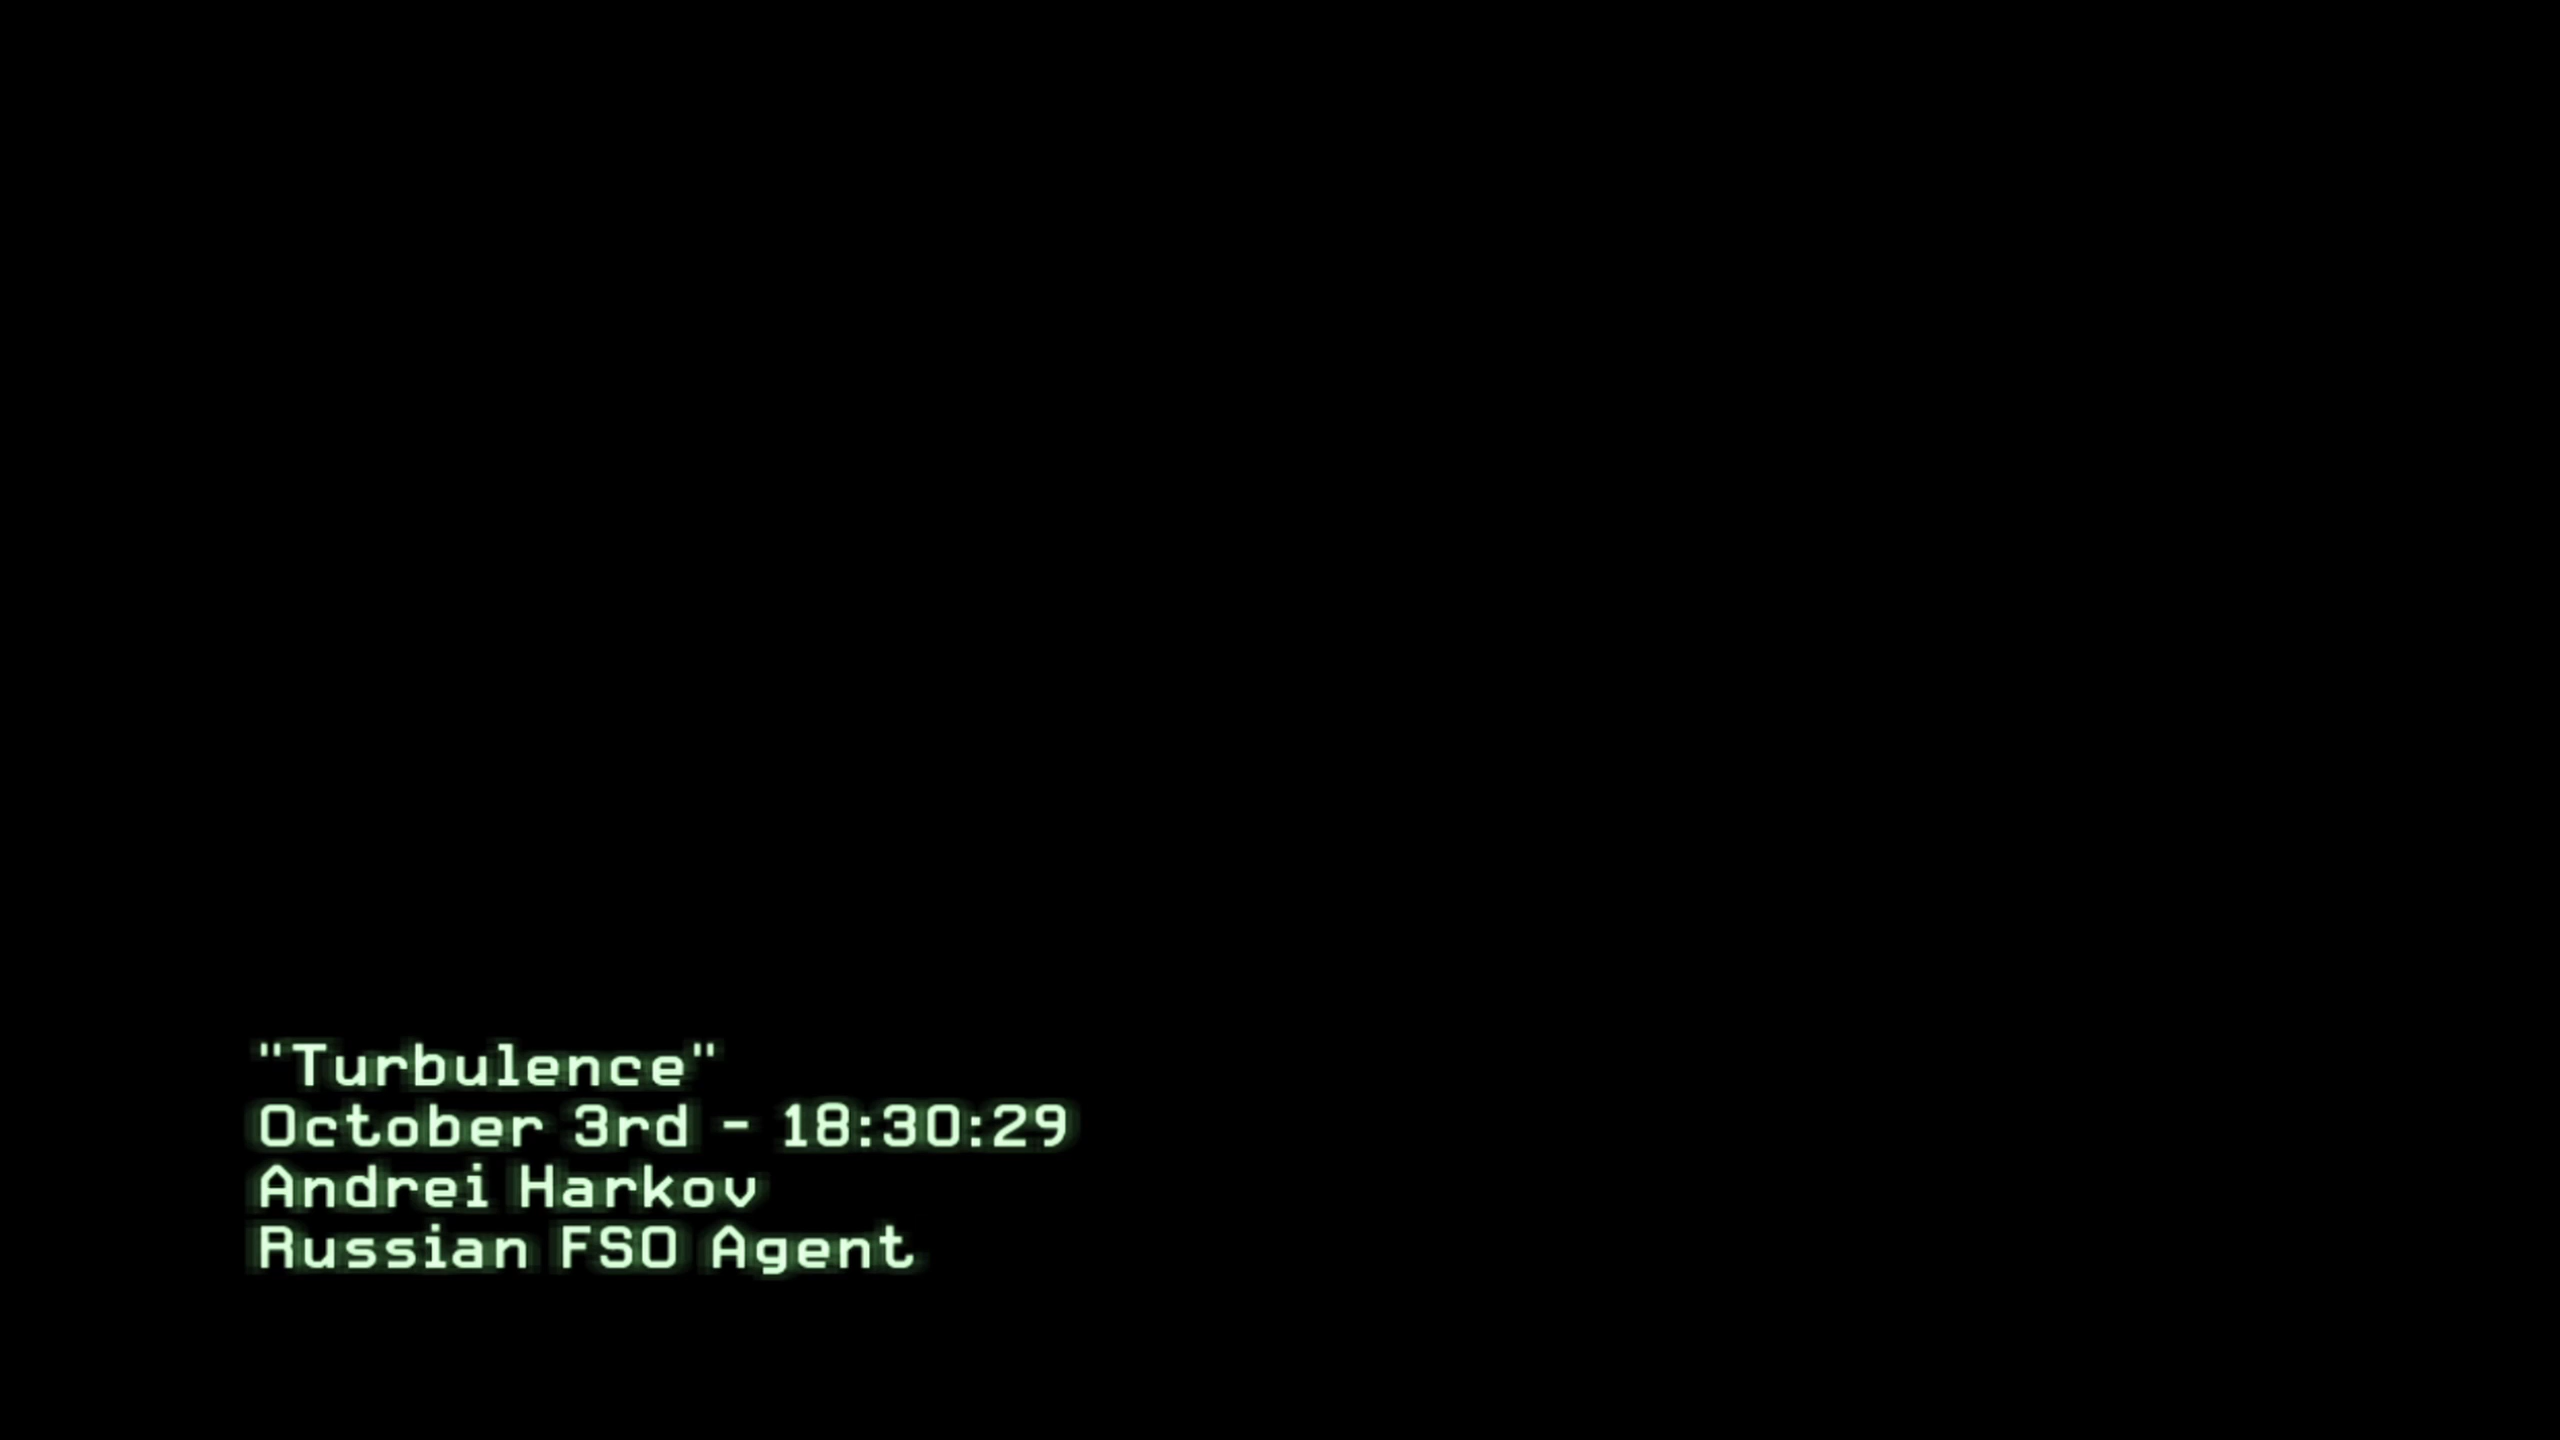 "Turbulence"
October 3rd - 18:30:29
Andrei Harkov
Russian FSO Agent